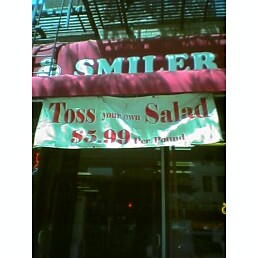 SMILER
Toss your own Salad
$5.99 Per Pound